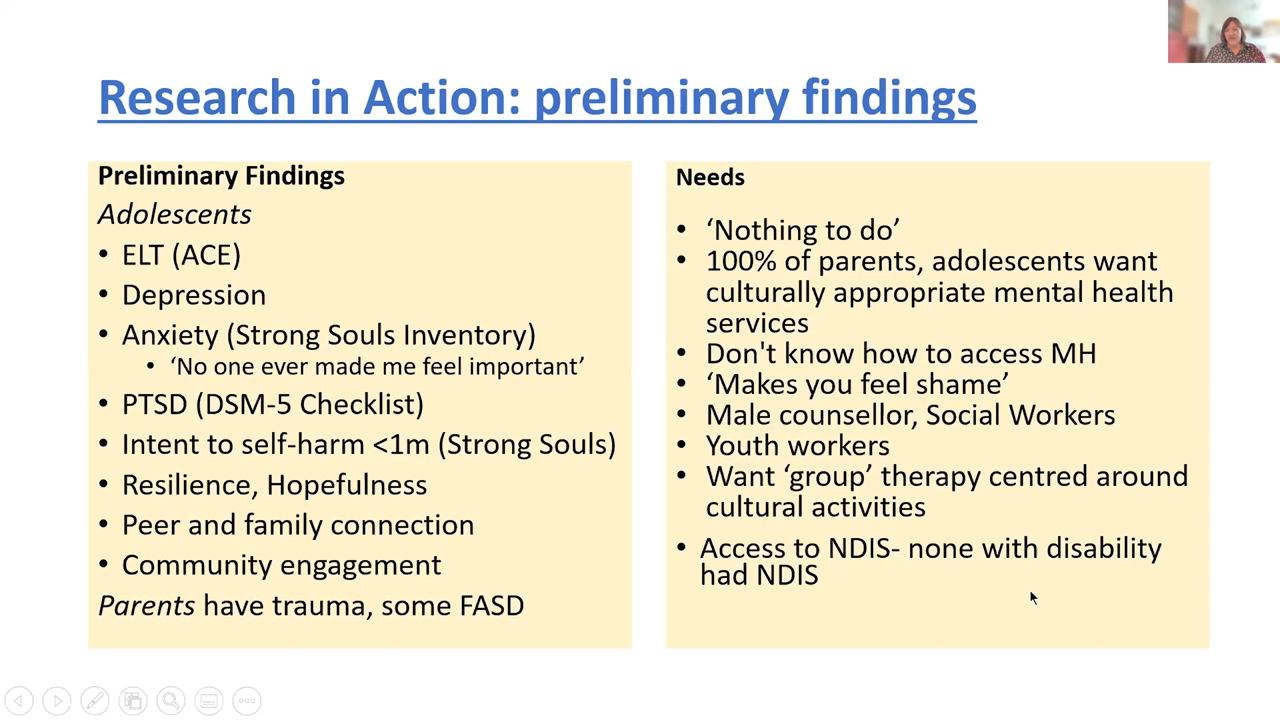 Research in Action: preliminary findings
Preliminary Findings
Adolescents
• ELT (ACE)
• Depression
• Anxiety (Strong Souls Inventory)
• ‘No one ever made me feel important’
• PTSD (DSM-5 Checklist)
• Intent to self-harm <1m (Strong Souls)
• Resilience, Hopefulness
• Peer and family connection
• Community engagement
Parents have trauma, some FASD
Needs
• ‘Nothing to do’
• 100% of parents, adolescents want
culturally appropriate mental health
services
• Don't know how to access MH
• ‘Makes you feel shame’
• Male counsellor, Social Workers
• Youth workers
• Want ‘group’ therapy centred around
cultural activities
• Access to NDIS- none with disability
had NDIS